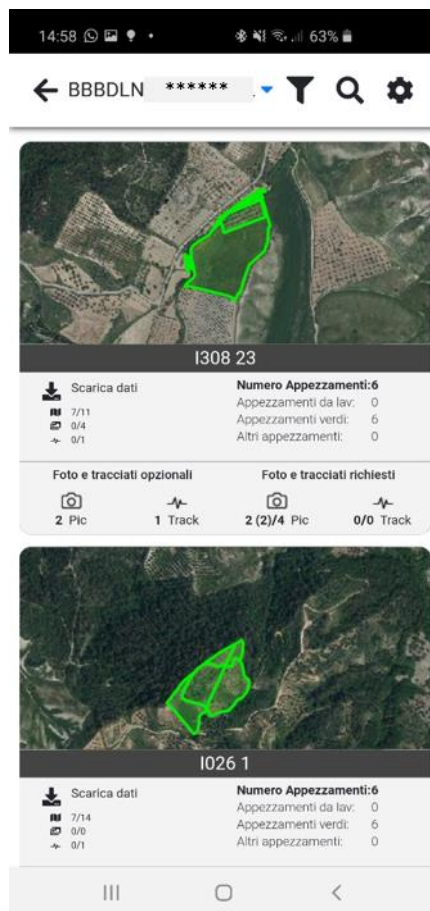 14:58 63%
BBBDLN ****** .
I308 23
Scarica dati
7/11
0/4
0/1
Numero Appezzamenti:6
Appezzamenti da lav: 0
Appezzamenti verdi: 6
Altri appezzamenti: 0
Foto e tracciati opzionali
2 Pic 1 Track
Foto e tracciati richiesti
2 (2)/4 Pic 0/0 Track
I026 1
Scarica dati
7/14
0/0
0/1
Numero Appezzamenti:6
Appezzamenti da lav: 0
Appezzamenti verdi: 6
Altri appezzamenti: 0